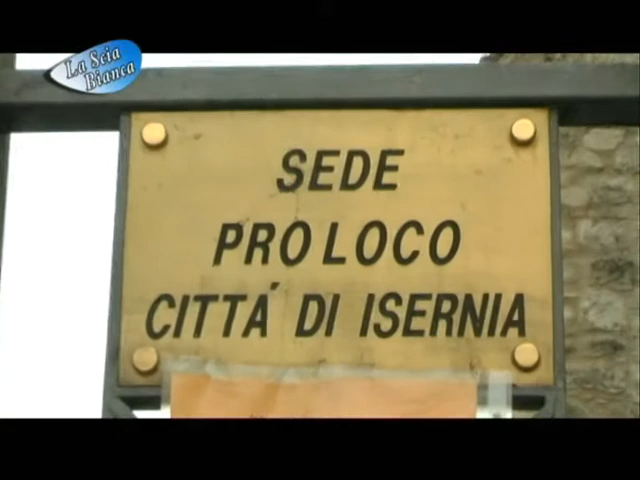 La Scia
Bianca
SEDE
PRO LOCO
CITTÁ DI ISERNIA